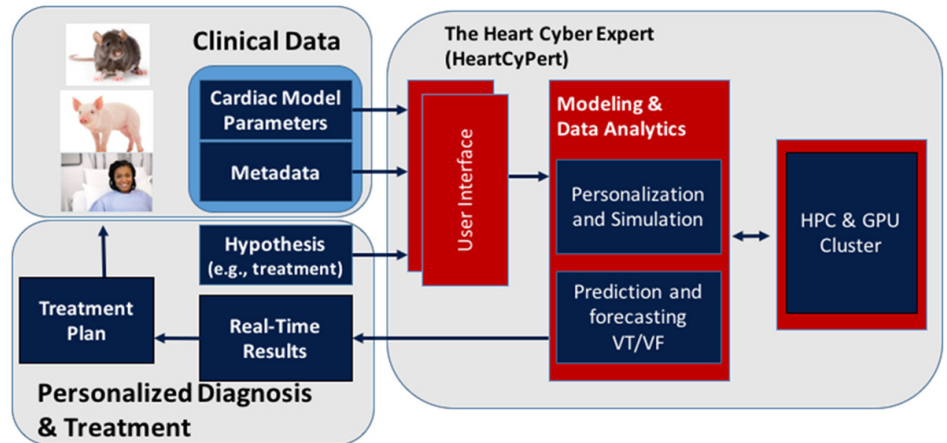 Clinical Data
Cardiac Model
Parameters
Metadata
The Heart Cyber Expert
(HeartCyPert)
User Interface
Modeling &
Data Analytics
Personalization
and Simulation
Prediction and
forecasting
VT/VF
HPC & GPU
Cluster
Hypothesis
(e.g., treatment)
Real-Time
Results
Treatment
Plan
Personalized Diagnosis
& Treatment